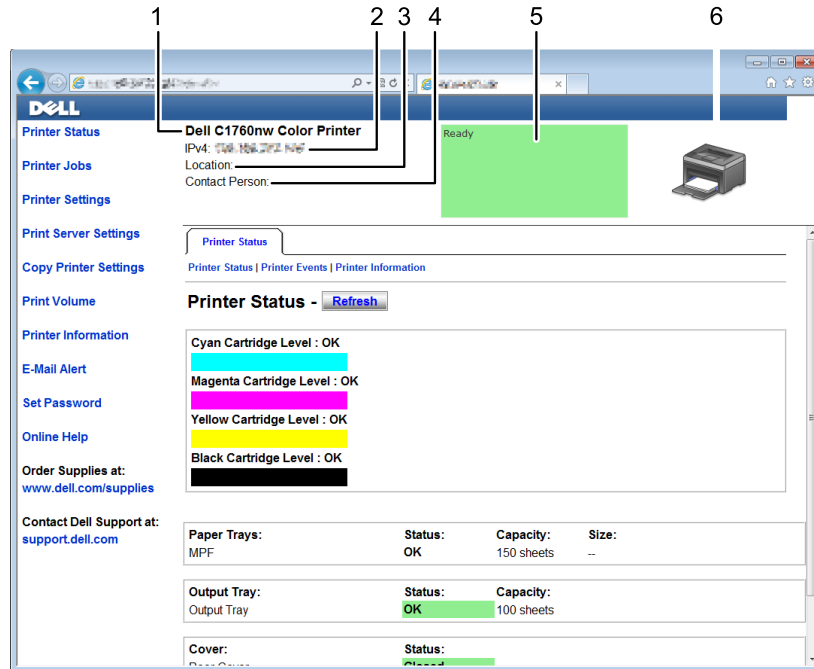 1 2 3 4 5 6
DELL
Printer Status
Printer Jobs
Printer Settings
Print Server Settings
Copy Printer Settings
Print Volume
Printer Information
E-Mail Alert
Set Password
Online Help
Order Supplies at:
www.dell.com/supplies
Contact Dell Support at:
support.dell.com
Dell C1760nw Color Printer
IPv4:
Location:
Contact Person:
Ready
Printer Status
Printer Status | Printer Events | Printer Information
Printer Status - Refresh
Cyan Cartridge Level : OK
Magenta Cartridge Level : OK
Yellow Cartridge Level : OK
Black Cartridge Level : OK
Paper Trays: Status: Capacity: Size:
MPF OK 150 sheets --
Output Tray: Status: Capacity:
Output Tray OK 100 sheets
Cover: Status:
Rear Cover Closed